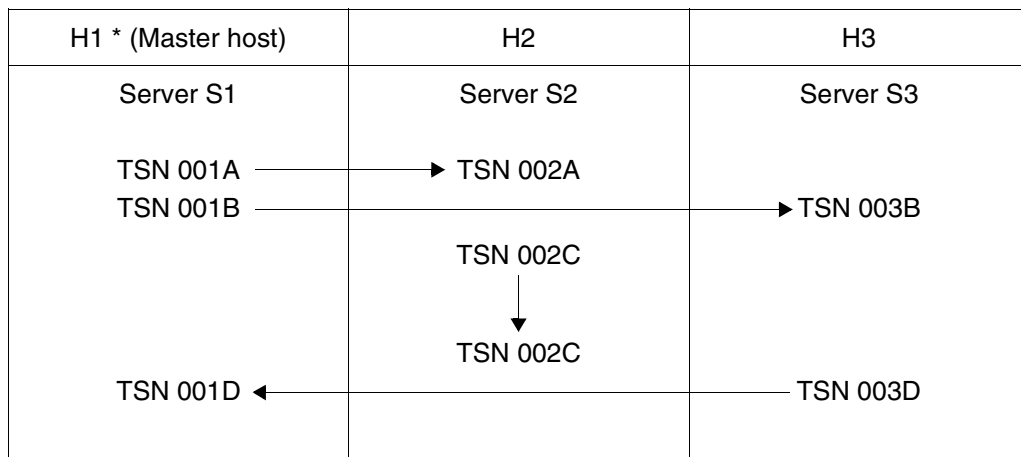 H1 * (Master host) H2 H3
Server S1 Server S2 Server S3
TSN 001A TSN 002A
TSN 001B TSN 003B
TSN 002C
TSN 002C
TSN 001D TSN 003D